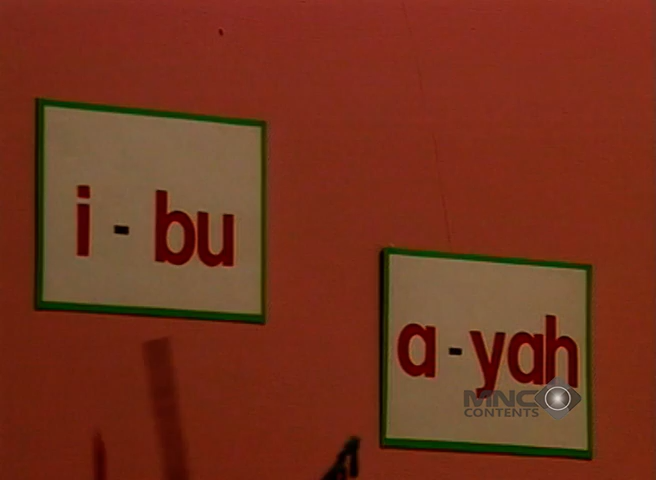 i - bu
a - yah
MNC
CONTENTS